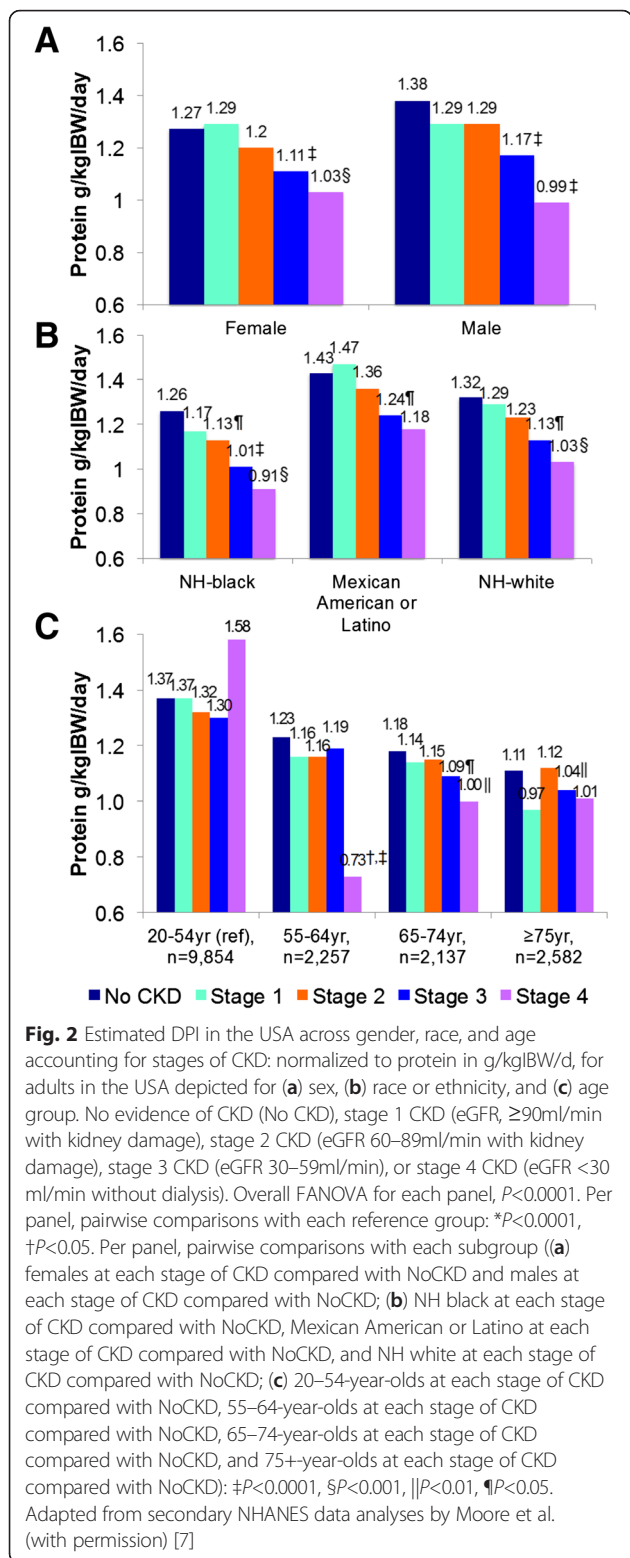 A
Protein g/kgIBW/day
1.6
1.4
1.2
1
0.8
0.6
1.27
1.29
1.2
1.11‡
1.03§
1.38
1.29
1.29
1.17‡
0.99‡
Female
Male
B
Protein g/kgIBW/day
1.6
1.4
1.2
1
0.8
0.6
1.26
1.17
1.13¶
1.01‡
0.91§
1.43
1.47
1.36
1.24¶
1.18
1.32
1.29
1.23
1.13¶
1.03§
NH-black
Mexican
American or
Latino
NH-white
C
Protein g/kgIBW/day
1.6
1.4
1.2
1.0
0.8
0.6
1.37
1.37
1.32
1.30
1.58
1.23
1.16
1.16
1.19
0.73†,‡
1.18
1.14
1.15
1.09¶
1.00||
1.11
0.97
1.12
1.04||
1.01
20-54yr (ref),
n=9,854
55-64yr,
n=2,257
65-74yr,
n=2,137
≥75yr,
n=2,582
No CKD Stage 1 Stage 2 Stage 3 Stage 4
Fig. 2 Estimated DPI in the USA across gender, race, and age
accounting for stages of CKD: normalized to protein in g/kgIBW/d, for
adults in the USA depicted for (a) sex, (b) race or ethnicity, and (c) age
group. No evidence of CKD (No CKD), stage 1 CKD (eGFR, ≥90ml/min
with kidney damage), stage 2 CKD (eGFR 60–89ml/min with kidney
damage), stage 3 CKD (eGFR 30–59ml/min), or stage 4 CKD (eGFR <30
ml/min without dialysis). Overall FANOVA for each panel, P<0.0001. Per
panel, pairwise comparisons with each reference group: *P<0.0001,
†P<0.05. Per panel, pairwise comparisons with each subgroup ((a)
females at each stage of CKD compared with NoCKD and males at
each stage of CKD compared with NoCKD; (b) NH black at each stage
of CKD compared with NoCKD, Mexican American or Latino at each
stage of CKD compared with NoCKD, and NH white at each stage of
CKD compared with NoCKD; (c) 20–54-year-olds at each stage of CKD
compared with NoCKD, 55–64-year-olds at each stage of CKD
compared with NoCKD, 65–74-year-olds at each stage of CKD
compared with NoCKD, and 75+-year-olds at each stage of CKD
compared with NoCKD): ‡P<0.0001, §P<0.001, ||P<0.01, ¶P<0.05.
Adapted from secondary NHANES data analyses by Moore et al.
(with permission) [7]